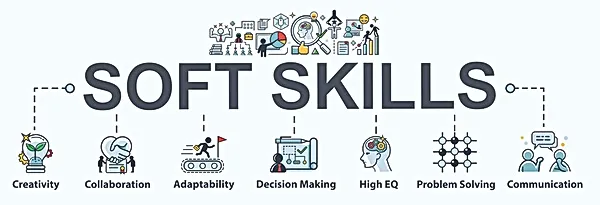 SOFT SKILLS
Creativity
Collaboration
Adaptability
Decision Making
High EQ
Problem Solving
Communication